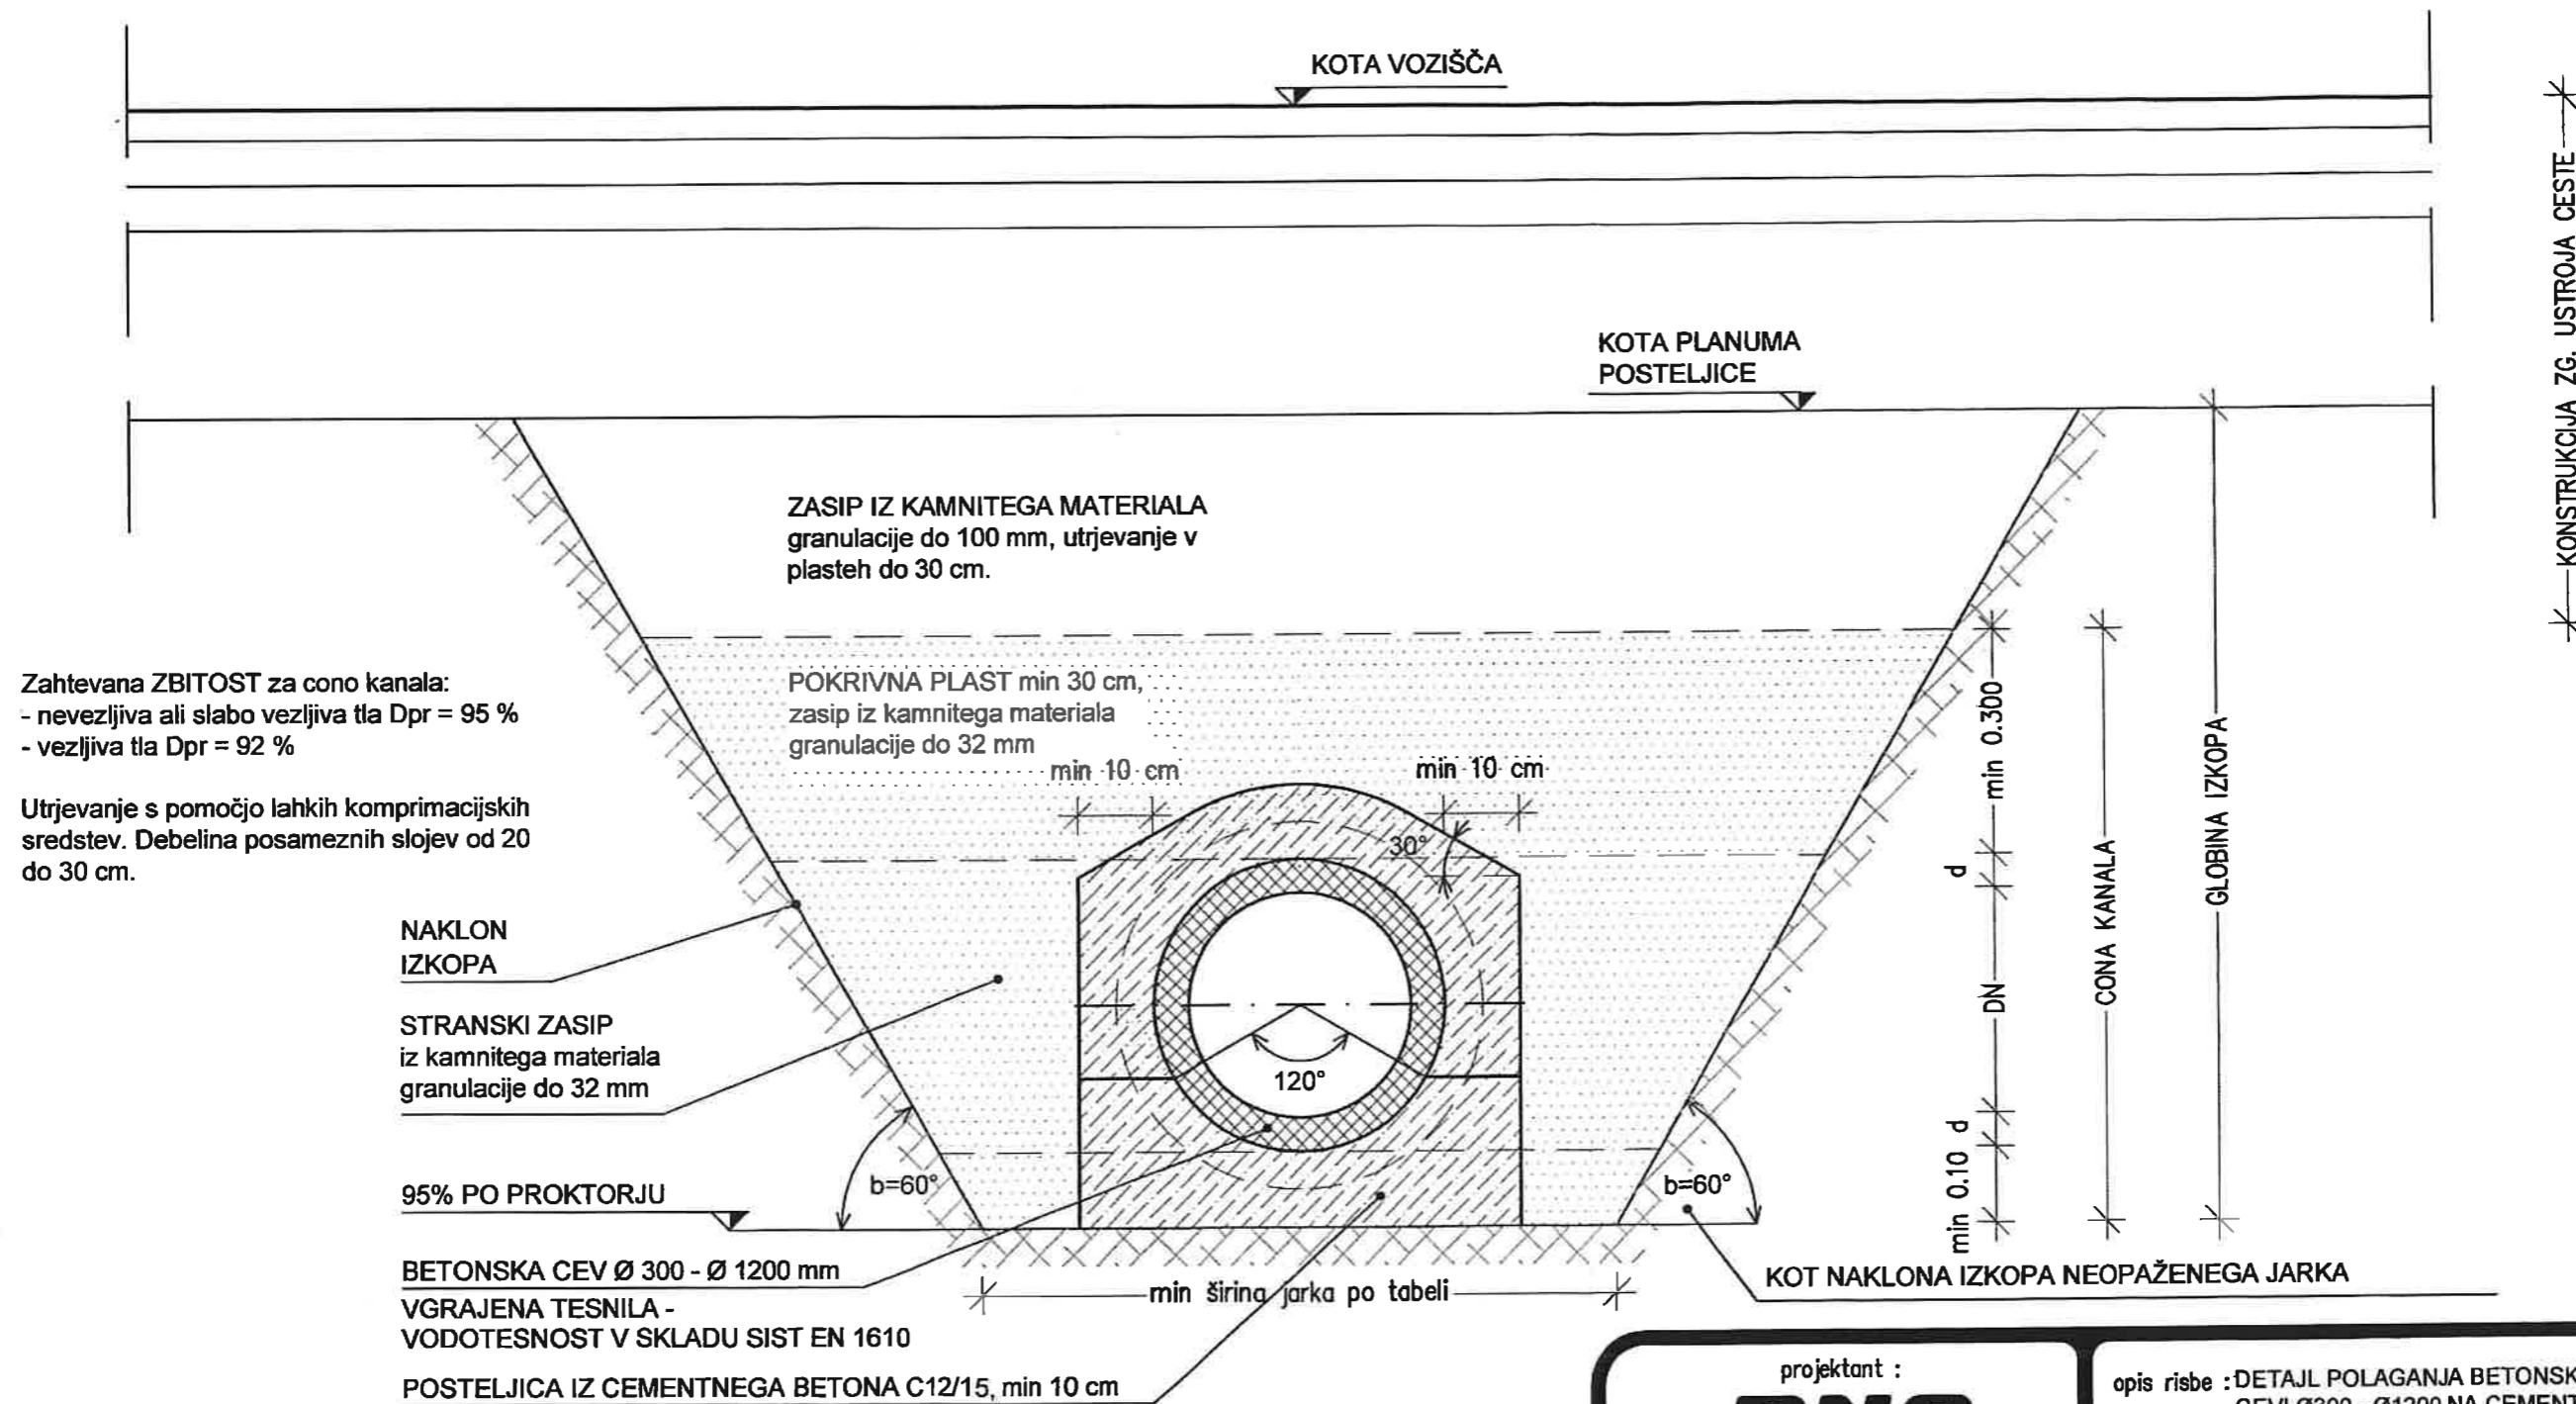 KOTA VOZIŠČA
KONSTRUKCIJA ZG. USTROJA CESTE
KOTA PLANUMA
POSTELJICE
ZASIP IZ KAMNITEGA MATERIALA
granulacije do 100 mm, utrjevanje v
plasteh do 30 cm.
Zahtevana ZBITOST za cono kanala:
- nevezljiva ali slabo vezljiva tla Dpr = 95 %
- vezljiva tla Dpr = 92 %
Utrjevanje s pomočjo lahkih komprimacijskih
sredstev. Debelina posameznih slojev od 20
do 30 cm.
POKRIVNA PLAST min 30 cm,
zasip iz kamnitega materiala
granulacije do 32 mm
min 10 cm
min 10 cm
30°
120°
min 0.300
d
DN
d
min 0.10
CONA KANALA
GLOBINA IZKOPA
NAKLON
IZKOPA
STRANSKI ZASIP
iz kamnitega materiala
granulacije do 32 mm
b=60°
b=60°
95% PO PROKTORJU
BETONSKA CEV Ø 300 - Ø 1200 mm
VGRAJENA TESNILA -
VODOTESNOST V SKLADU SIST EN 1610
POSTELJICA IZ CEMENTNEGA BETONA C12/15, min 10 cm
min širina jarka po tabeli
KOT NAKLONA IZKOPA NEOPAŽENEGA JARKA
projektant :
opis risbe : DETAJL POLAGANJA BETONSK